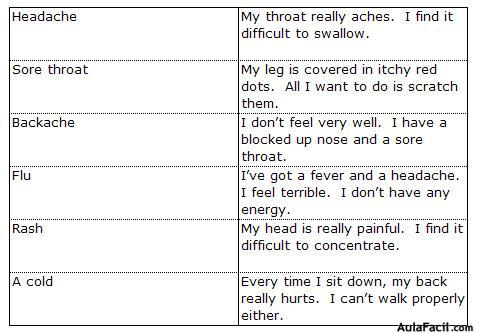 Headache
My throat really aches.  I find it
difficult to swallow.
Sore throat
My leg is covered in itchy red
dots.  All I want to do is scratch
them.
Backache
I don't feel very well.  I have a
blocked up nose and a sore
throat.
Flu
I've got a fever and a headache.
I feel terrible.  I don't have any
energy.
Rash
My head is really painful.  I find it
difficult to concentrate.
A cold
Every time I sit down, my back
really hurts.  I can't walk properly
either.
AulaFacil.com